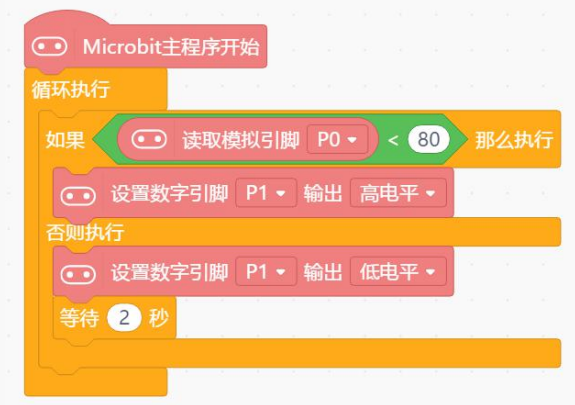 Microbit主程序开始
循环执行
如果 读取模拟引脚 P0 < 80 那么执行
设置数字引脚 P1 输出 高电平
否则执行
设置数字引脚 P1 输出 低电平
等待 2 秒